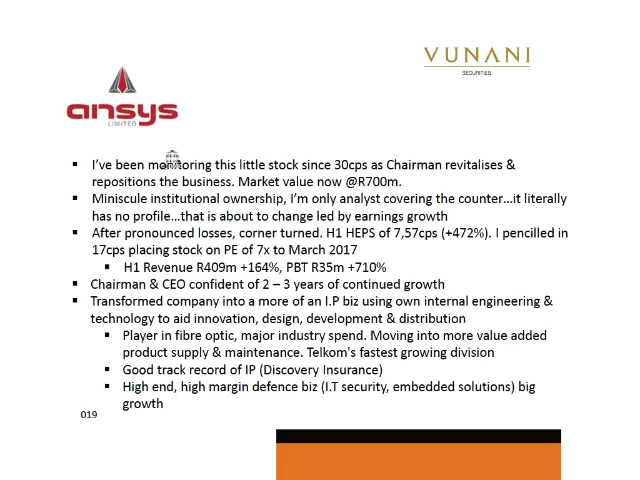 VUNANI
SECURITIES
ansys
LIMITED
▪ I've been monitoring this little stock since 30cps as Chairman revitalises &
repositions the business. Market value now @R700m.
▪ Miniscule institutional ownership, I'm only analyst covering the counter…it literally
has no profile…that is about to change led by earnings growth
▪ After pronounced losses, corner turned. H1 HEPS of 7,57cps (+472%). I pencilled in
17cps placing stock on PE of 7x to March 2017
▪ H1 Revenue R409m +164%, PBT R35m +710%
▪ Chairman & CEO confident of 2 – 3 years of continued growth
▪ Transformed company into a more of an I.P biz using own internal engineering &
technology to aid innovation, design, development & distribution
▪ Player in fibre optic, major industry spend. Moving into more value added
product supply & maintenance. Telkom's fastest growing division
▪ Good track record of IP (Discovery Insurance)
▪ High end, high margin defence biz (I.T security, embedded solutions) big
growth
019